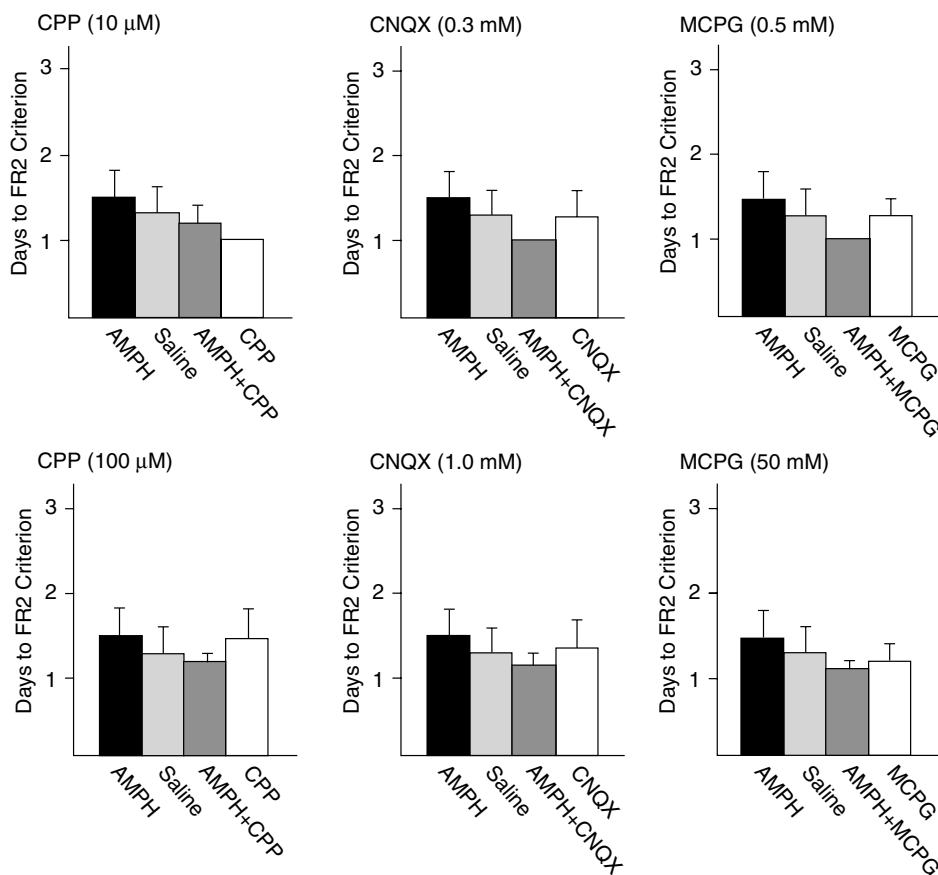 CPP (10 μM)
Days to FR2 Criterion
3
2
1
AMPH
Saline
AMPH+CPP
CPP
CNQX (0.3 mM)
Days to FR2 Criterion
3
2
1
AMPH
Saline
AMPH+CNQX
CNQX
MCPG (0.5 mM)
Days to FR2 Criterion
3
2
1
AMPH
Saline
AMPH+MCPG
MCPG
CPP (100 μM)
Days to FR2 Criterion
3
2
1
AMPH
Saline
AMPH+CPP
CPP
CNQX (1.0 mM)
Days to FR2 Criterion
3
2
1
AMPH
Saline
AMPH+CNQX
CNQX
MCPG (50 mM)
Days to FR2 Criterion
3
2
1
AMPH
Saline
AMPH+MCPG
MCPG